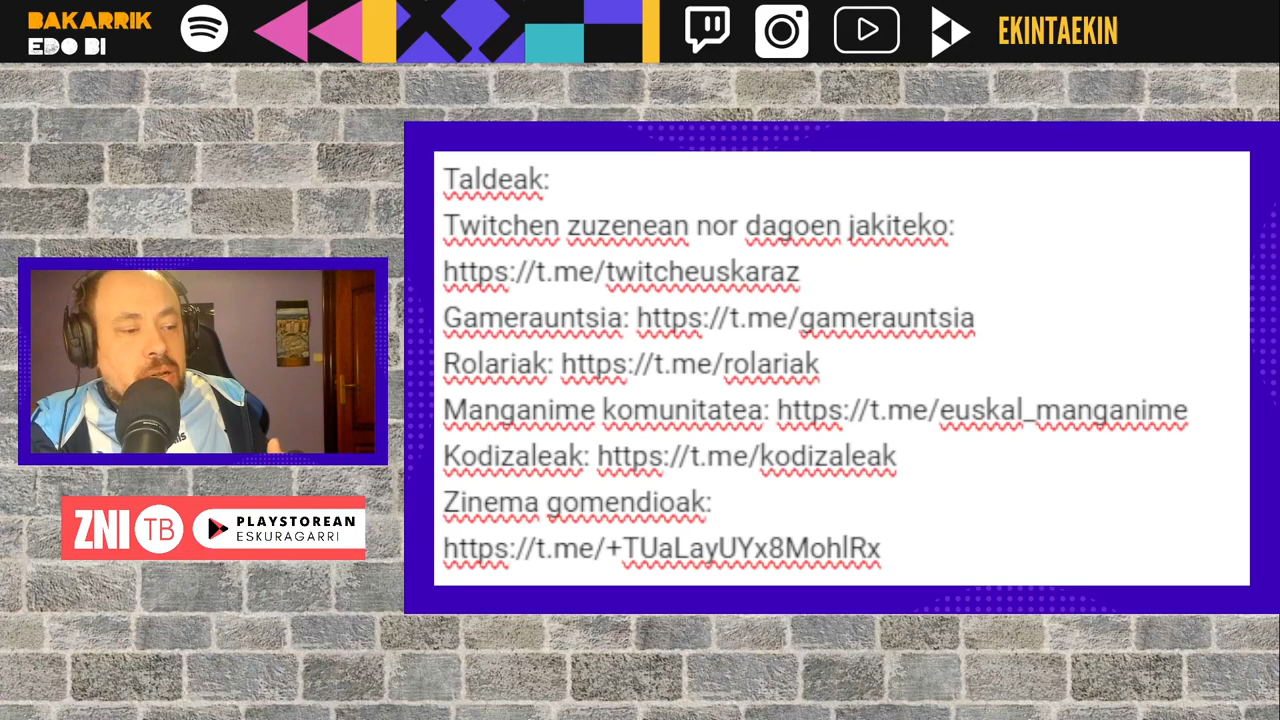 BAKARRIK
EDO BI
EKINTAEKIN
Taldeak:
Twitchen zuzenean nor dagoen jakiteko:
https://t.me/twitcheuskaraz
Gamerauntsia: https://t.me/gamerauntsia
Rolariak: https://t.me/rolariak
Manganime komunitatea: https://t.me/euskal_manganime
Kodizaleak: https://t.me/kodizaleak
Zinema gomendioak:
https://t.me/+TUaLayUYx8MohlRx
ZNI TB
PLAYSTOREAN
ESKURAGARRI